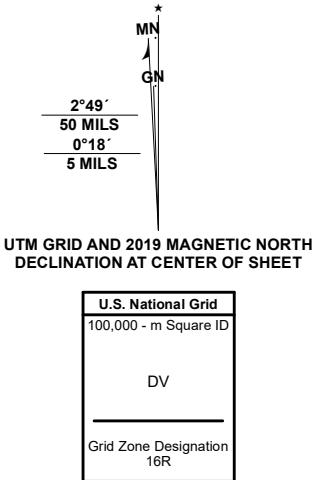 ★
MN
GN
2°49´
50 MILS
0°18´
5 MILS
UTM GRID AND 2019 MAGNETIC NORTH
DECLINATION AT CENTER OF SHEET
U.S. National Grid
100,000 - m Square ID
DV
Grid Zone Designation
16R